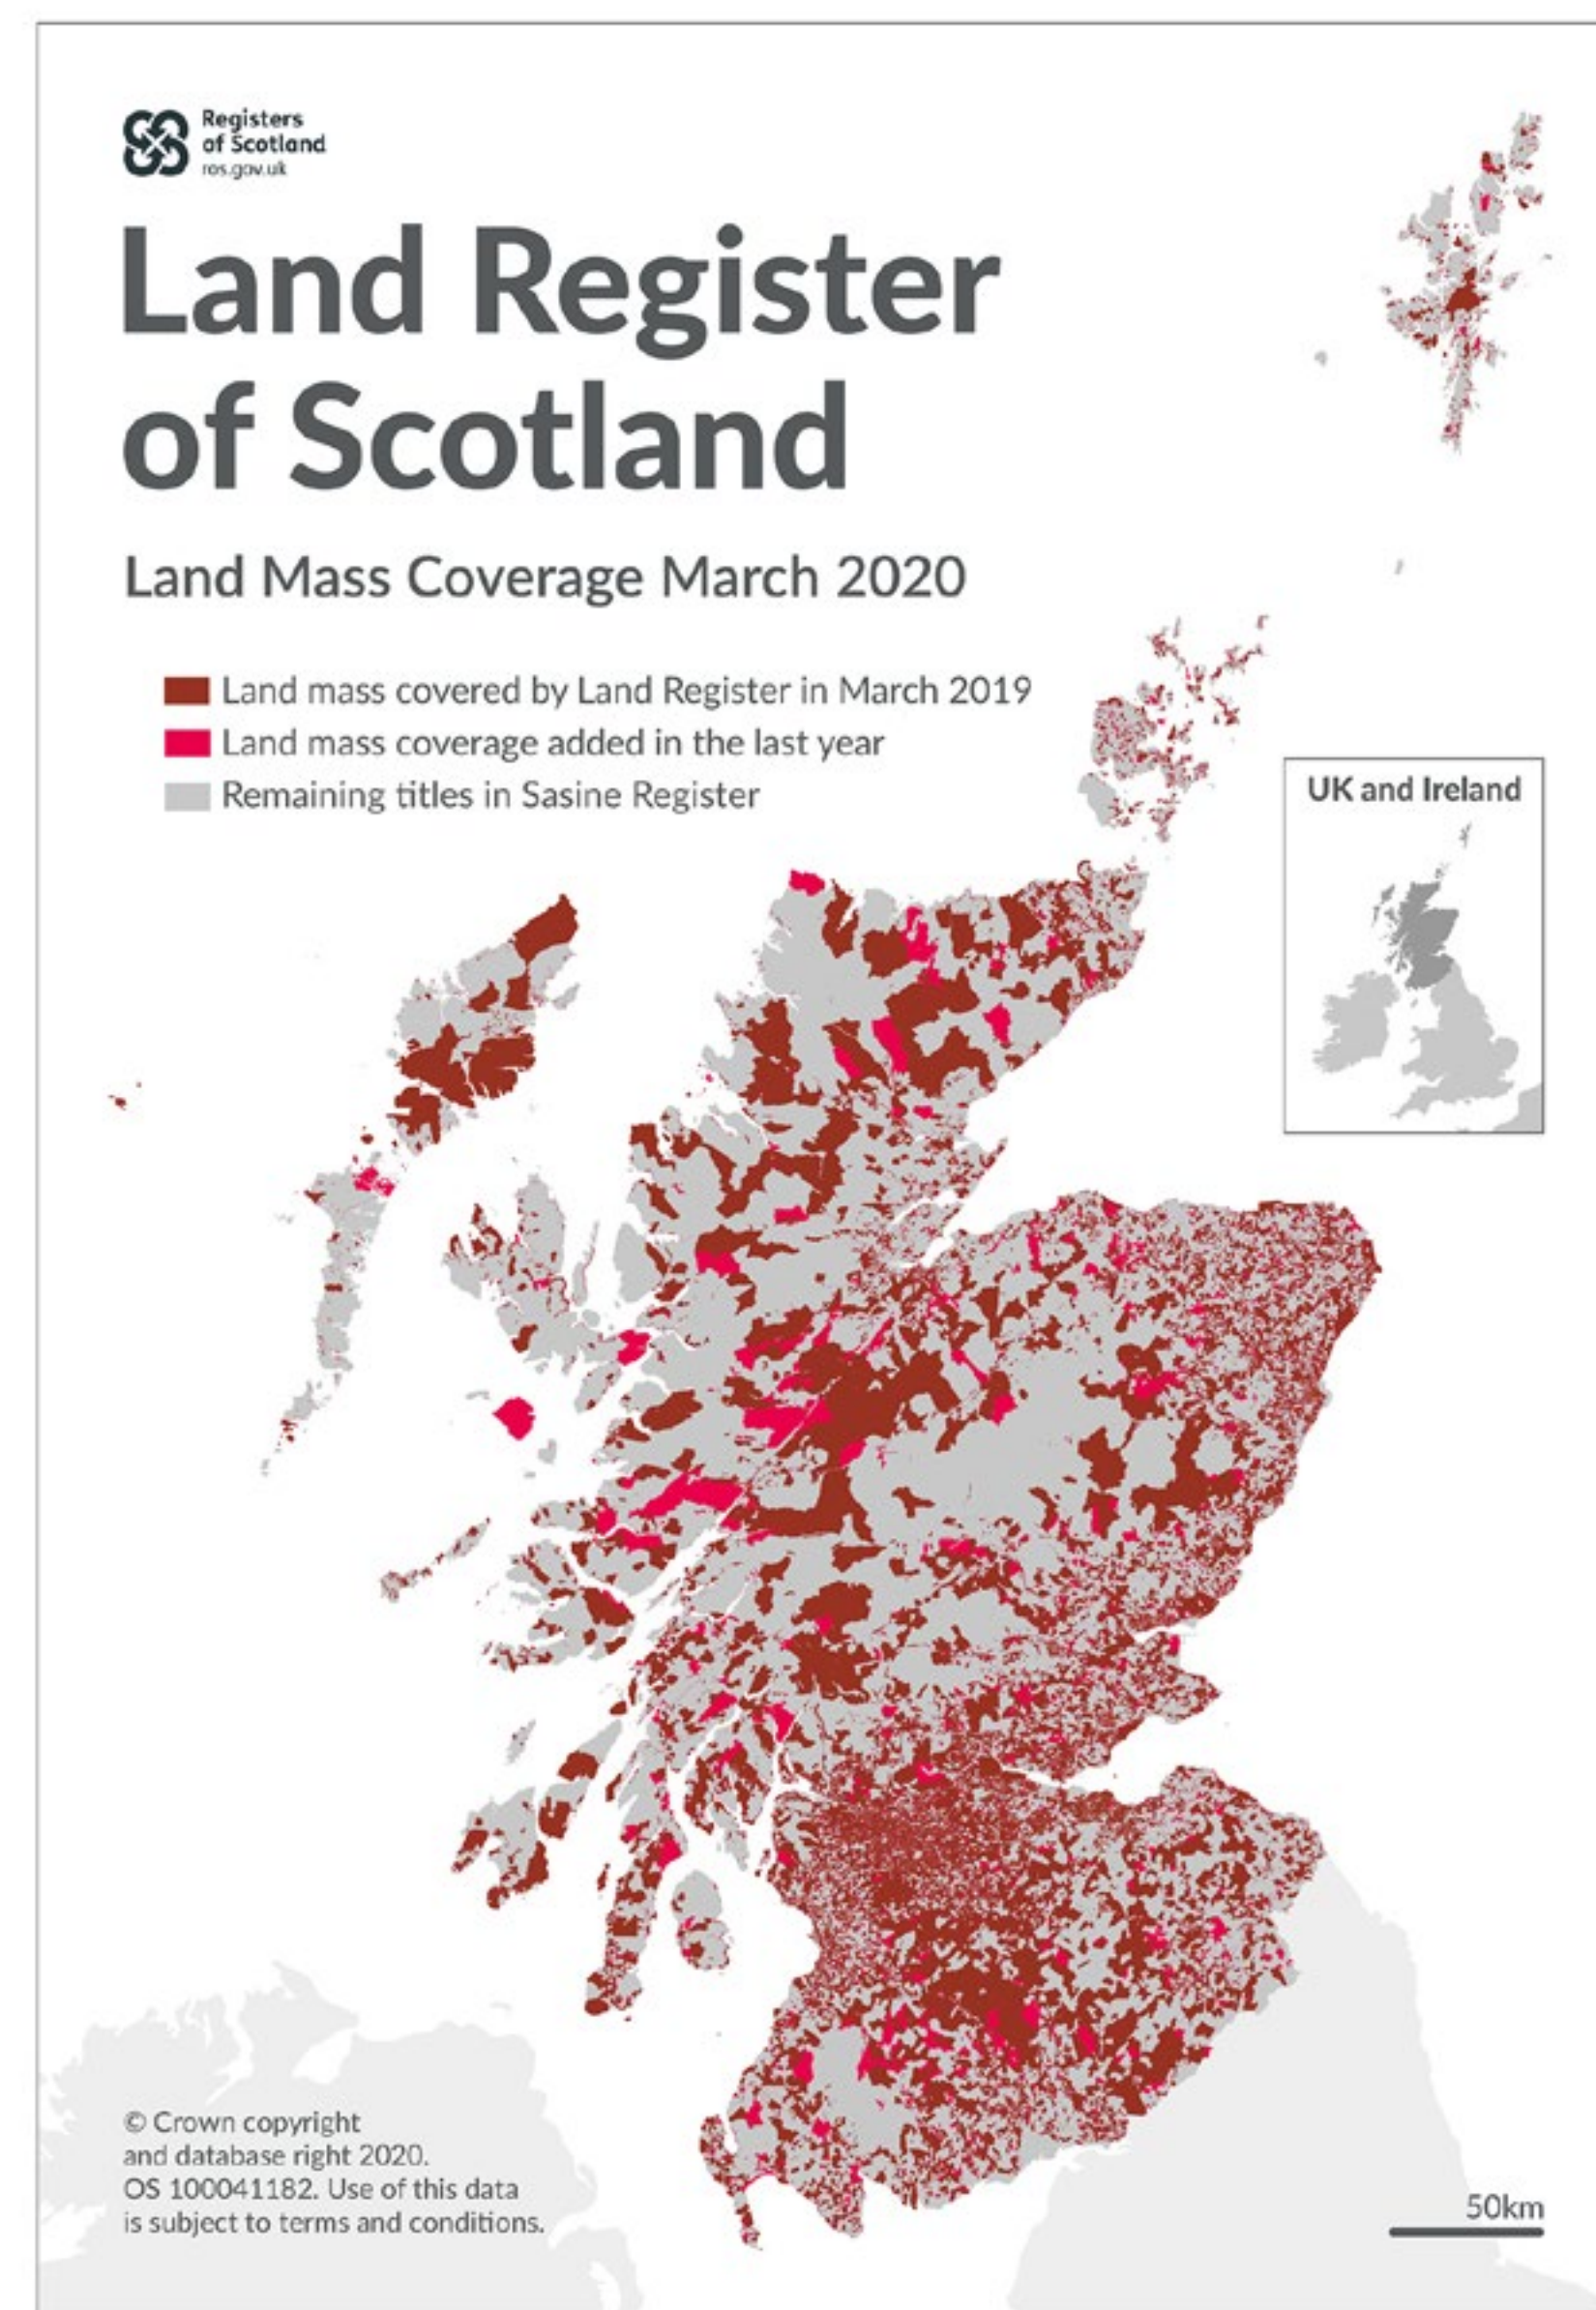 Registers
of Scotland
ros.gov.uk
Land Register
of Scotland
Land Mass Coverage March 2020
Land mass covered by Land Register in March 2019
Land mass coverage added in the last year
Remaining titles in Sasine Register
UK and Ireland
© Crown copyright
and database right 2020.
OS 100041182. Use of this data
is subject to terms and conditions.
50km